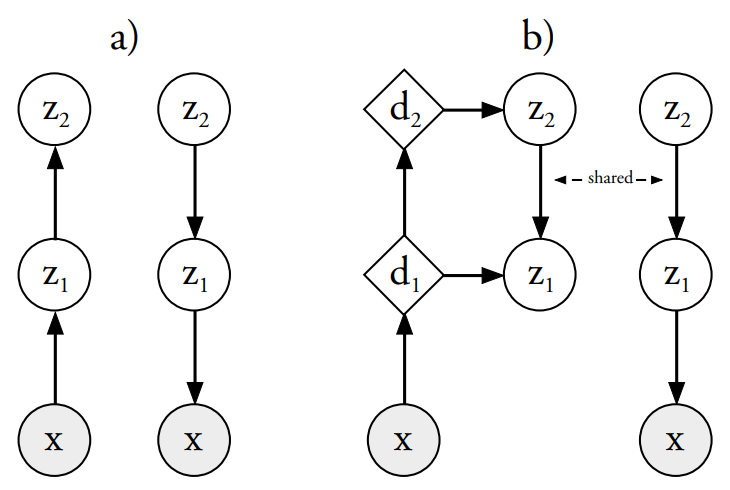 a) b)
z2 z2 d2 z2 z2
shared
z1 z1 d1 z1 z1
x x x x